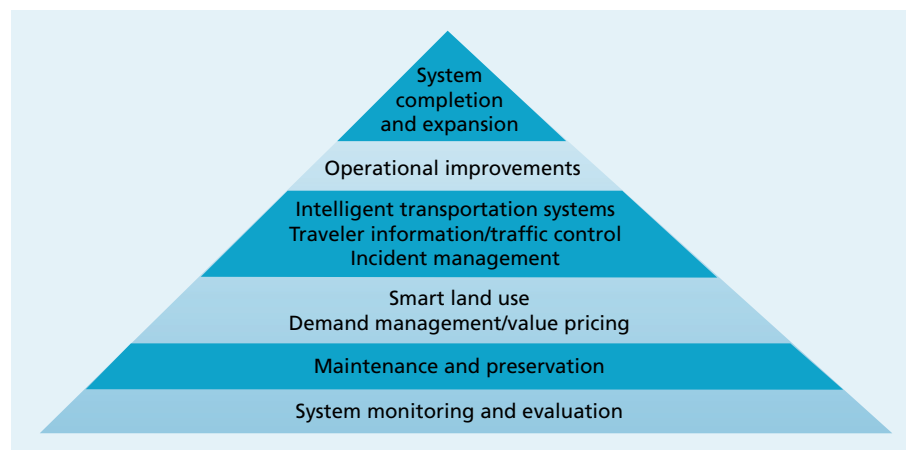 System
completion
and expansion
Operational improvements
Intelligent transportation systems
Traveler information/traffic control
Incident management
Smart land use
Demand management/value pricing
Maintenance and preservation
System monitoring and evaluation